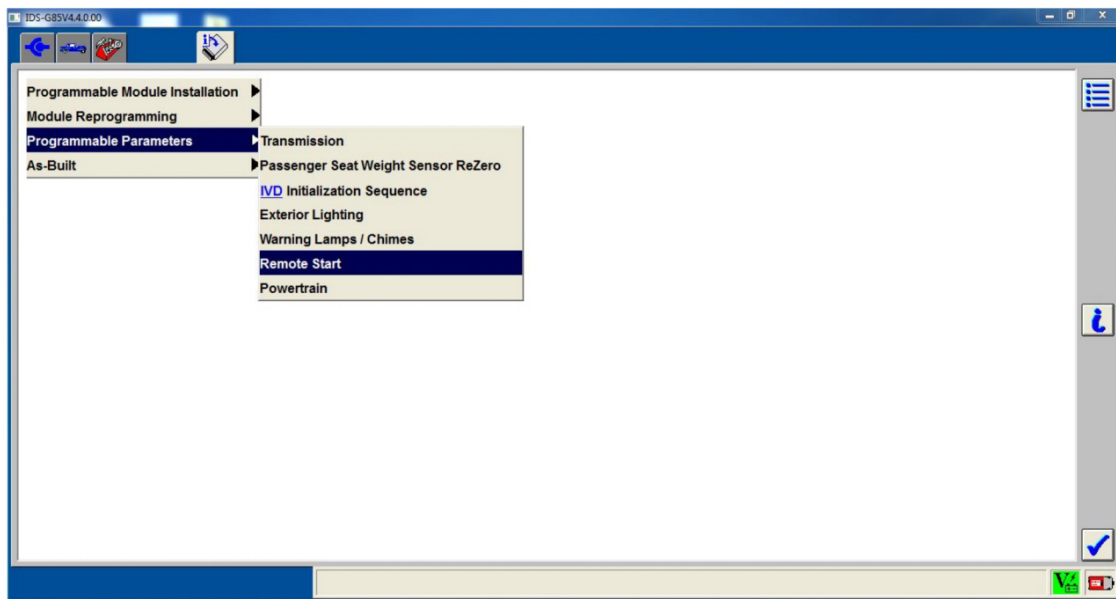 IDS-G85V4.4.0.00
Programmable Module Installation
Module Reprogramming
Programmable Parameters
As-Built
Transmission
Passenger Seat Weight Sensor ReZero
IVD Initialization Sequence
Exterior Lighting
Warning Lamps / Chimes
Remote Start
Powertrain